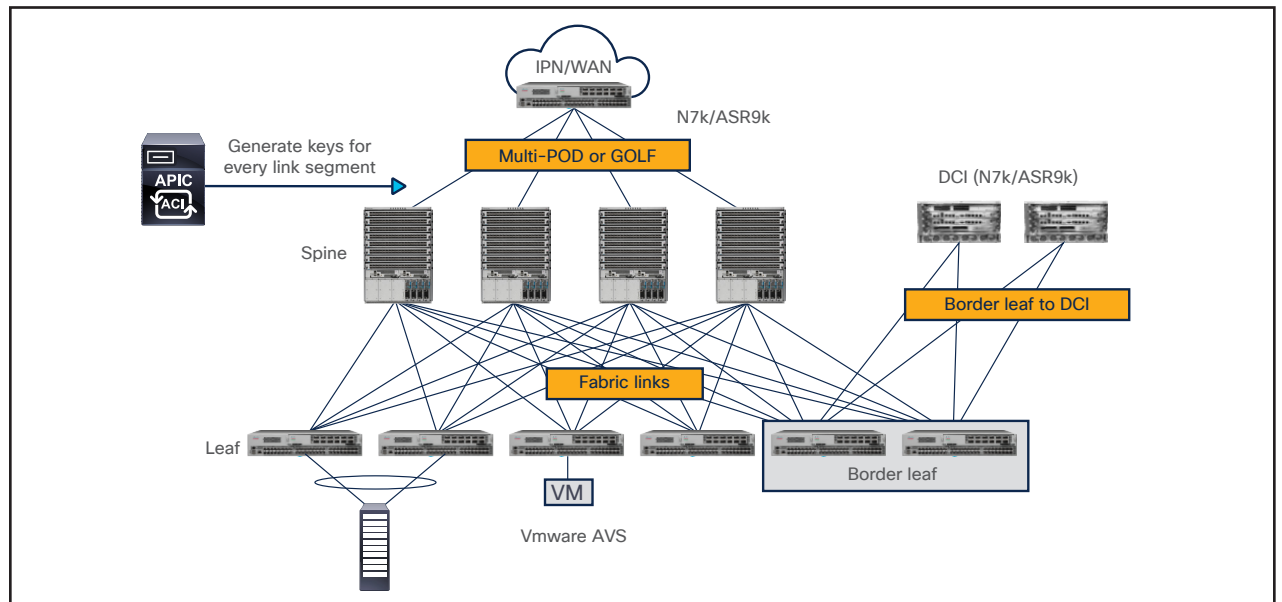 IPN/WAN
N7k/ASR9k
Generate keys for
every link segment
Multi-POD or GOLF
APIC
ACI
DCI (N7k/ASR9k)
Spine
Border leaf to DCI
Fabric links
Leaf
Border leaf
VM
Vmware AVS